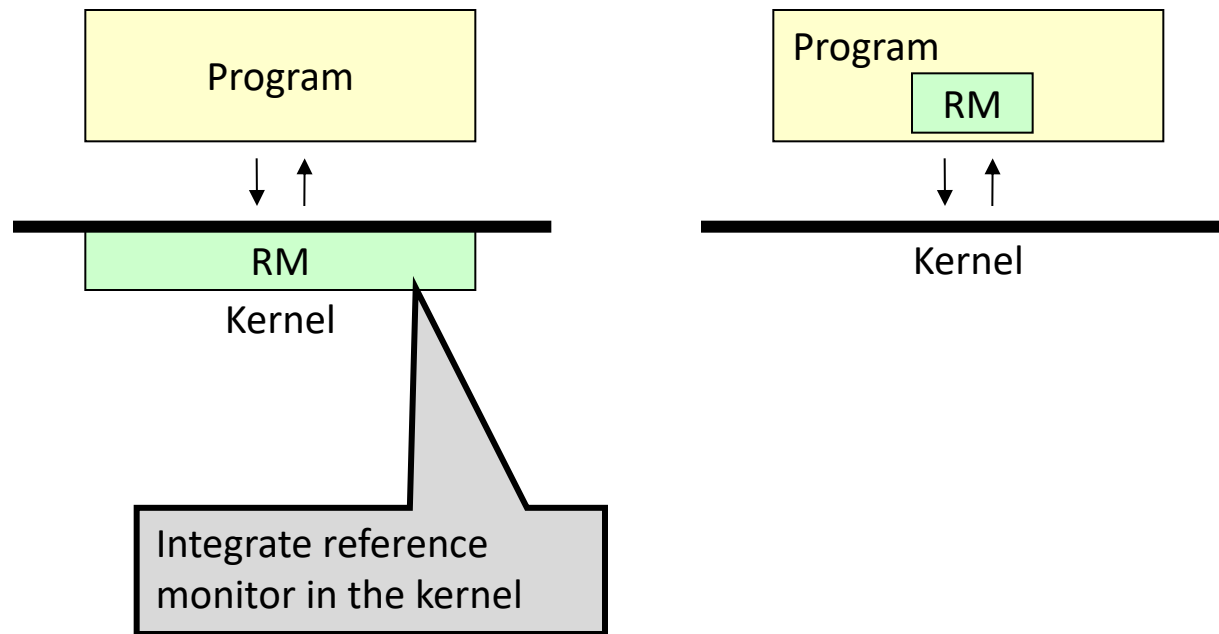 Program
RM
Kernel
Integrate reference
monitor in the kernel
Program
RM
Kernel